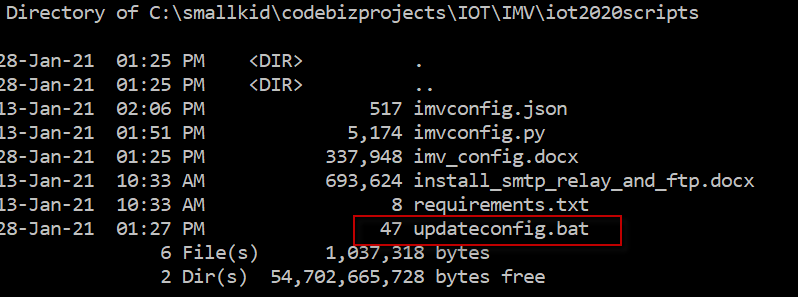 Directory of C:\smallkid\codebizprojects\IOT\IMV\iot2020scripts
28-Jan-21  01:25 PM    <DIR>          .
28-Jan-21  01:25 PM    <DIR>          ..
13-Jan-21  02:06 PM               517 imvconfig.json
13-Jan-21  01:51 PM             5,174 imvconfig.py
28-Jan-21  01:25 PM           337,948 imv_config.docx
13-Jan-21  10:33 AM           693,624 install_smtp_relay_and_ftp.docx
13-Jan-21  10:33 AM                 8 requirements.txt
28-Jan-21  01:27 PM                47 updateconfig.bat
6 File(s)      1,037,318 bytes
2 Dir(s)  54,702,665,728 bytes free